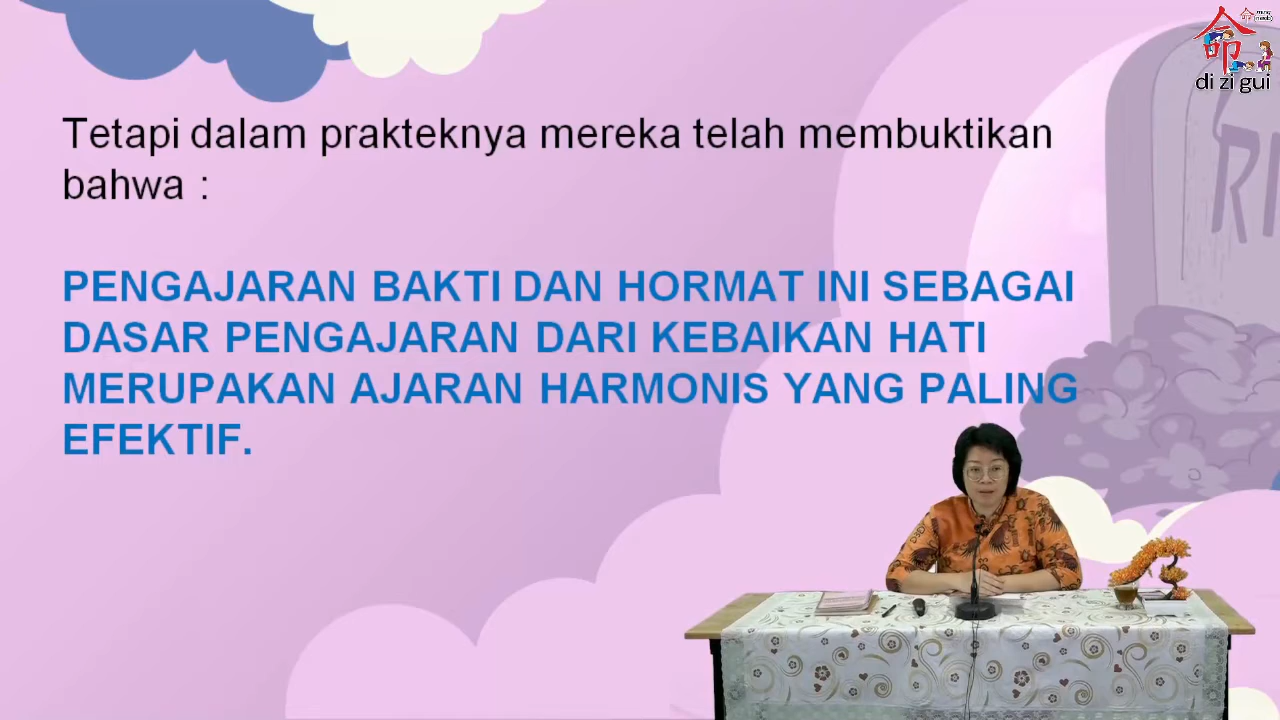 Tetapi dalam prakteknya mereka telah membuktikan
bahwa :
PENGAJARAN BAKTI DAN HORMAT INI SEBAGAI
DASAR PENGAJARAN DARI KEBAIKAN HATI
MERUPAKAN AJARAN HARMONIS YANG PALING
EFEKTIF.
命
di zi gui